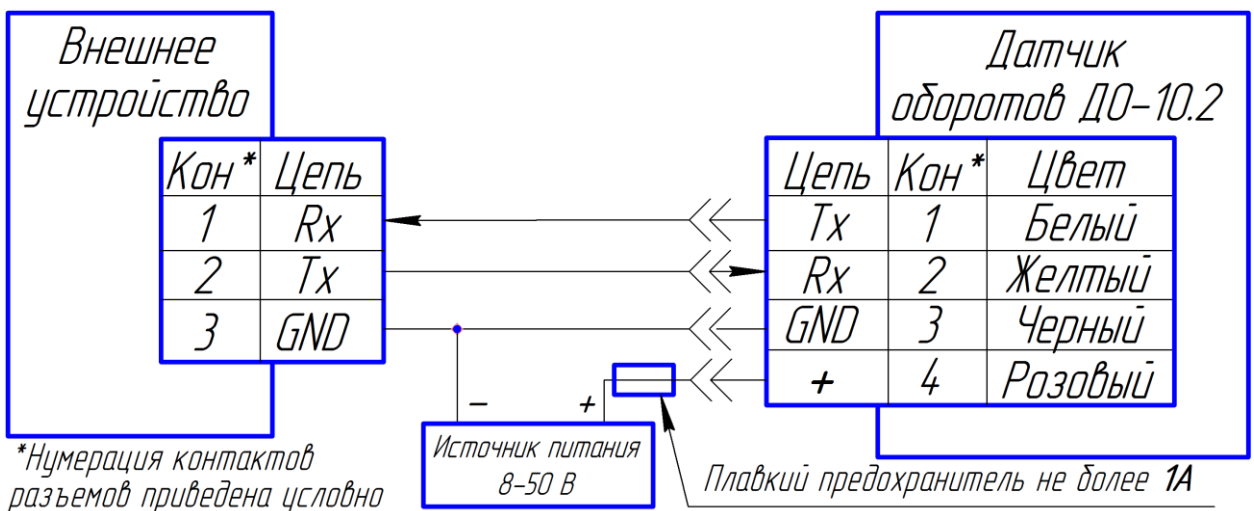 Внешнее
устройство
Кон* Цепь
1 Rx
2 Tx
3 GND
Датчик
оборотов ДО-10.2
Цепь Кон* Цвет
Tx 1 Белый
Rx 2 Желтый
GND 3 Черный
+ 4 Розовый
- +
Источник питания
8-50 В
Плавкий предохранитель не более 1А
*Нумерация контактов
разъемов приведена условно